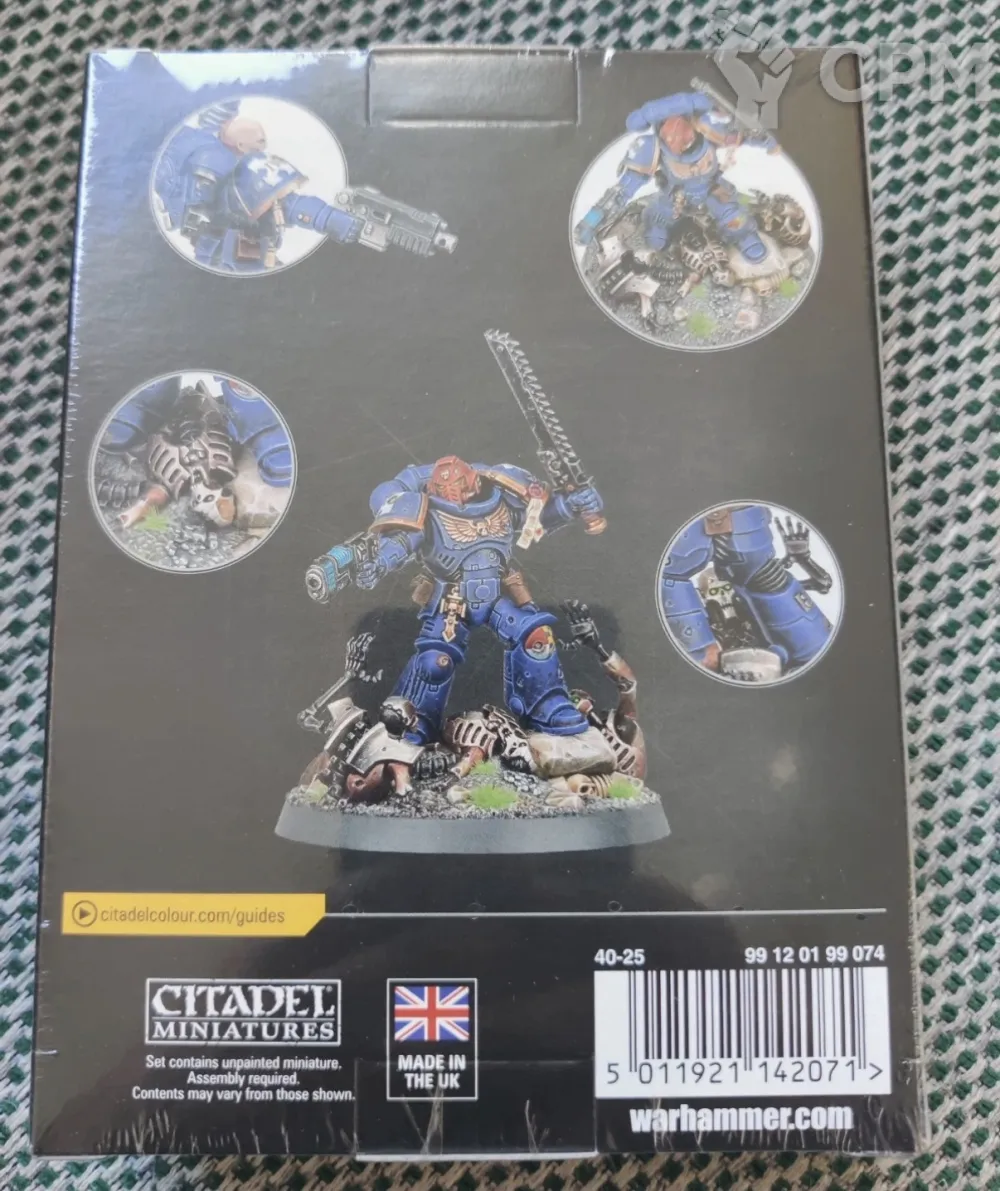 CPM
citadelcolour.com/guides
40-25
99 12 01 99 074
CITADEL®
MINIATURES
Set contains unpainted miniature.
Assembly required.
Contents may vary from those shown.
MADE IN
THE UK
5 011921 142071 >
warhammer.com